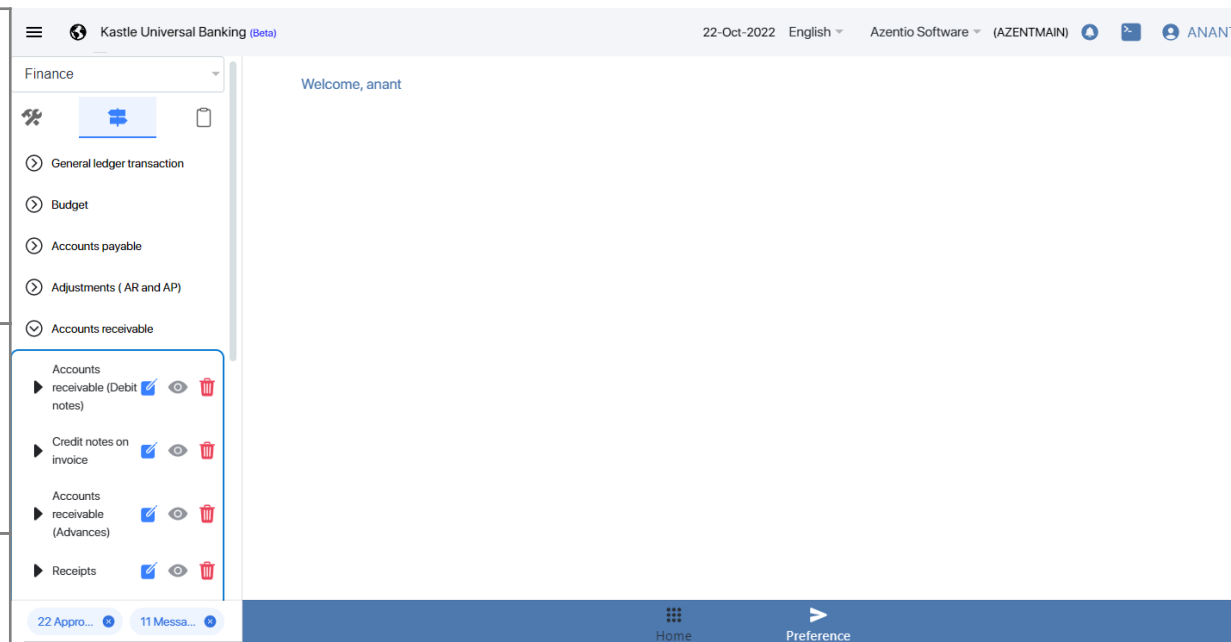 Kastle Universal Banking (Beta)
22-Oct-2022 English Azentio Software (AZENTMAIN) ANANT
Finance
Welcome, anant
General ledger transaction
Budget
Accounts payable
Adjustments ( AR and AP)
Accounts receivable
Accounts
receivable (Debit
notes)
Credit notes on
invoice
Accounts
receivable
(Advances)
Receipts
22 Appro... 11 Messa...
Home Preference